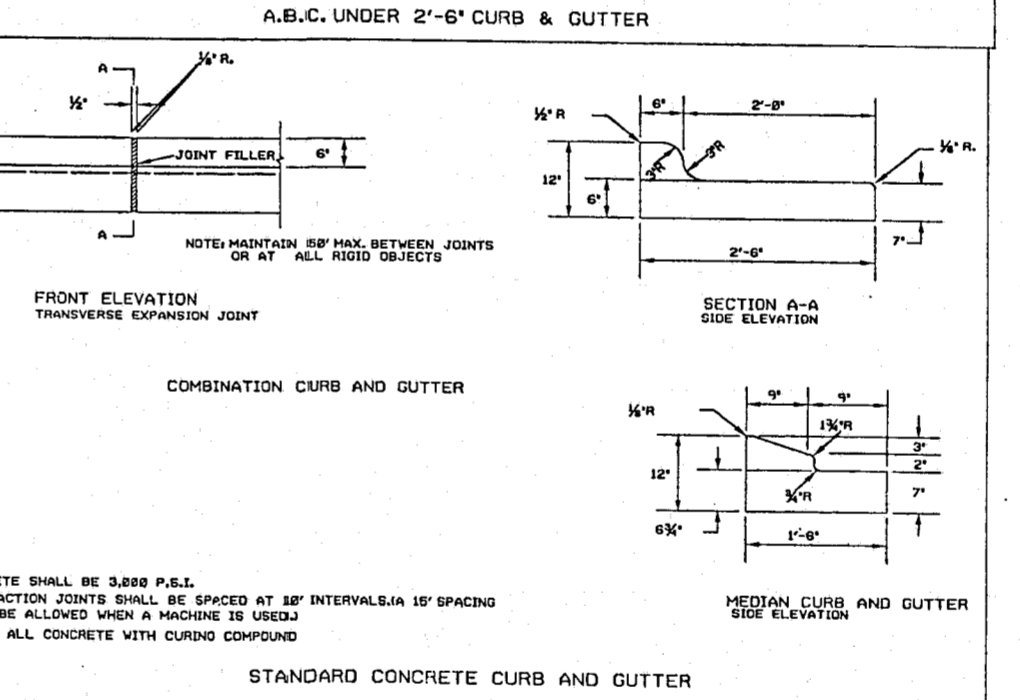 A.B.C. UNDER 2'-6" CURB & GUTTER
A
⅛" R.
½"
JOINT FILLER
6"
A
NOTE: MAINTAIN 150' MAX. BETWEEN JOINTS
OR AT ALL RIGID OBJECTS
FRONT ELEVATION
TRANSVERSE EXPANSION JOINT
½" R
6"
2'-0"
⅛" R.
3"R
3"R
12"
6"
7"
2'-6"
SECTION A-A
SIDE ELEVATION
COMBINATION CURB AND GUTTER
9"
9"
⅛"R
1¾"R
3"
2"
12"
7"
¾"R
6¾"
1'-6"
MEDIAN CURB AND GUTTER
SIDE ELEVATION
ETE SHALL BE 3,000 P.S.I.
ACTION JOINTS SHALL BE SPACED AT 10' INTERVALS.(A 15' SPACING
BE ALLOWED WHEN A MACHINE IS USED.)
ALL CONCRETE WITH CURING COMPOUND
STANDARD CONCRETE CURB AND GUTTER